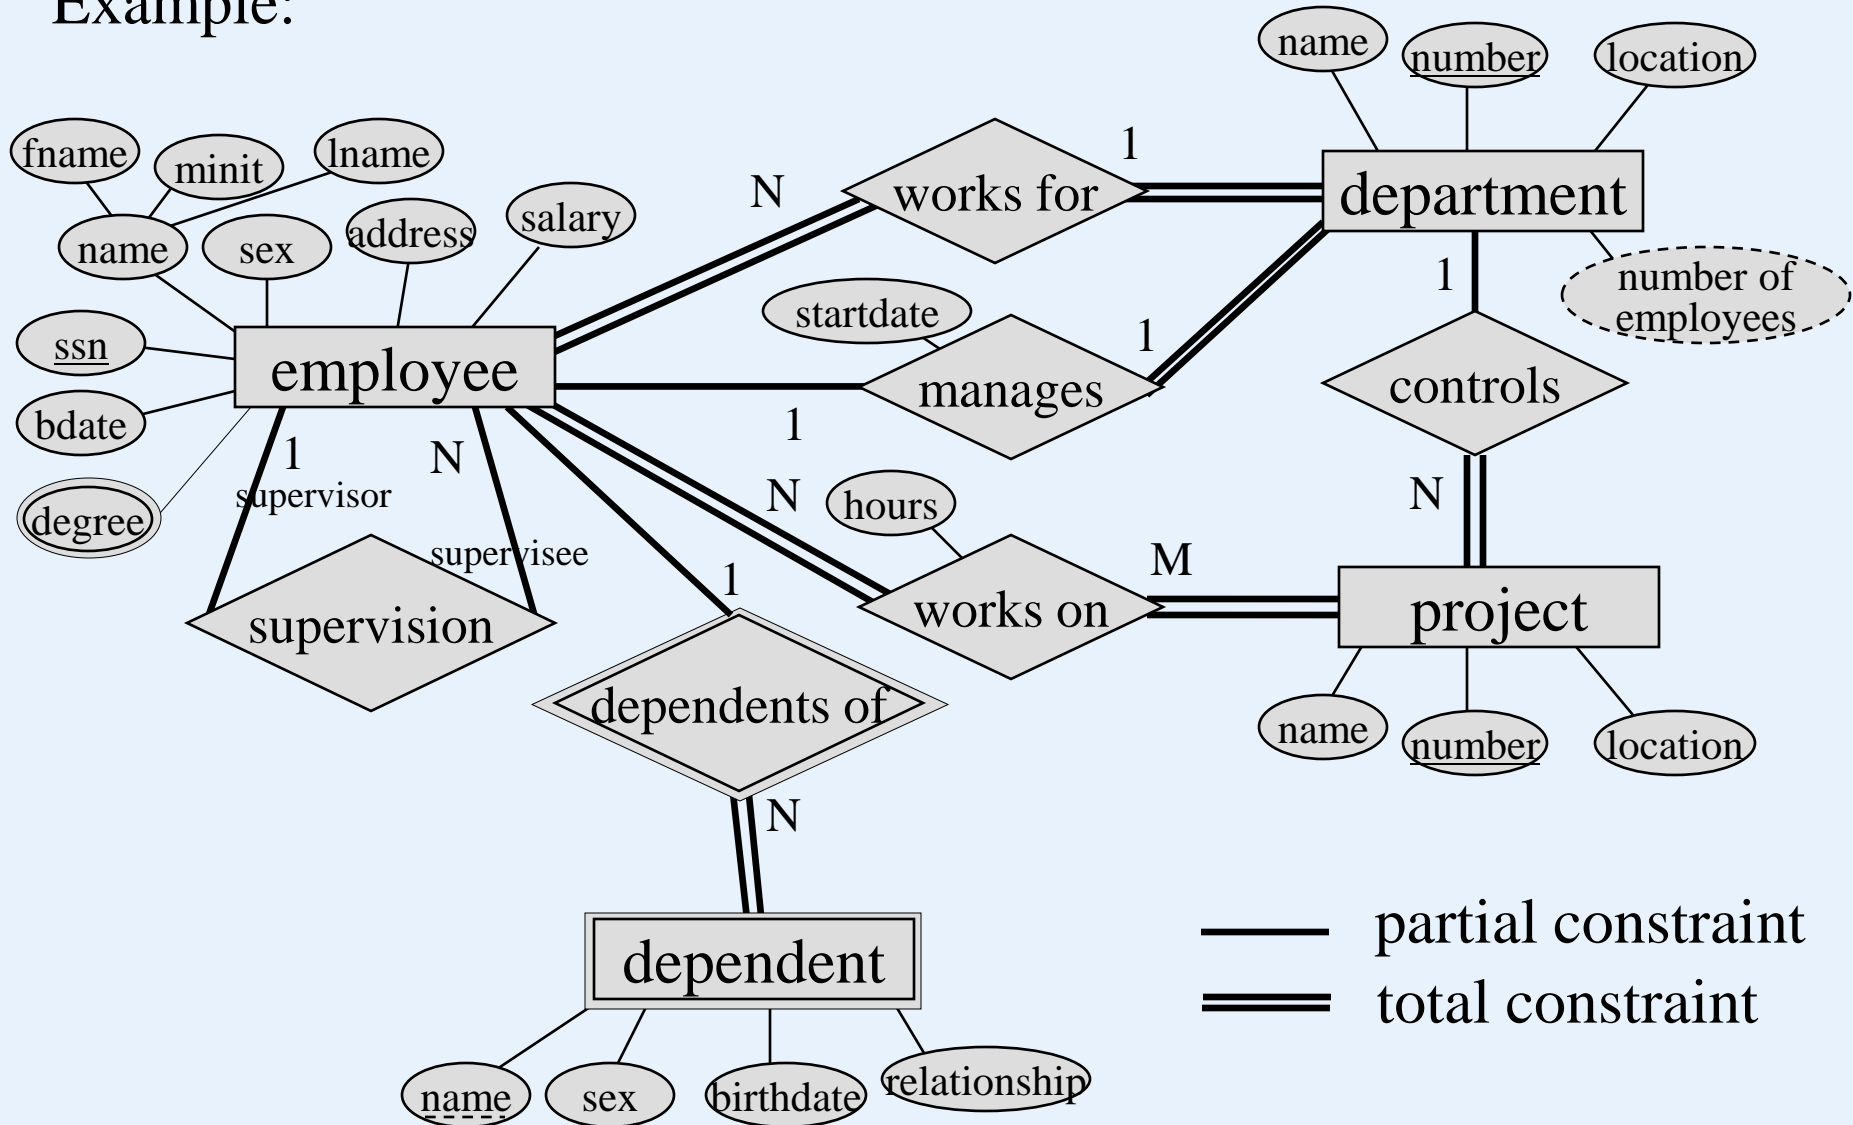 Example:
name
number
location
fname
minit
lname
1
N
works for
department
salary
name
sex
address
1
number of
employees
startdate
1
ssn
employee
manages
controls
bdate
1
1
N
supervisor
N
hours
N
degree
supervisee
M
1
works on
project
supervision
dependents of
name
number
location
N
partial constraint
dependent
total constraint
name
sex
birthdate
relationship